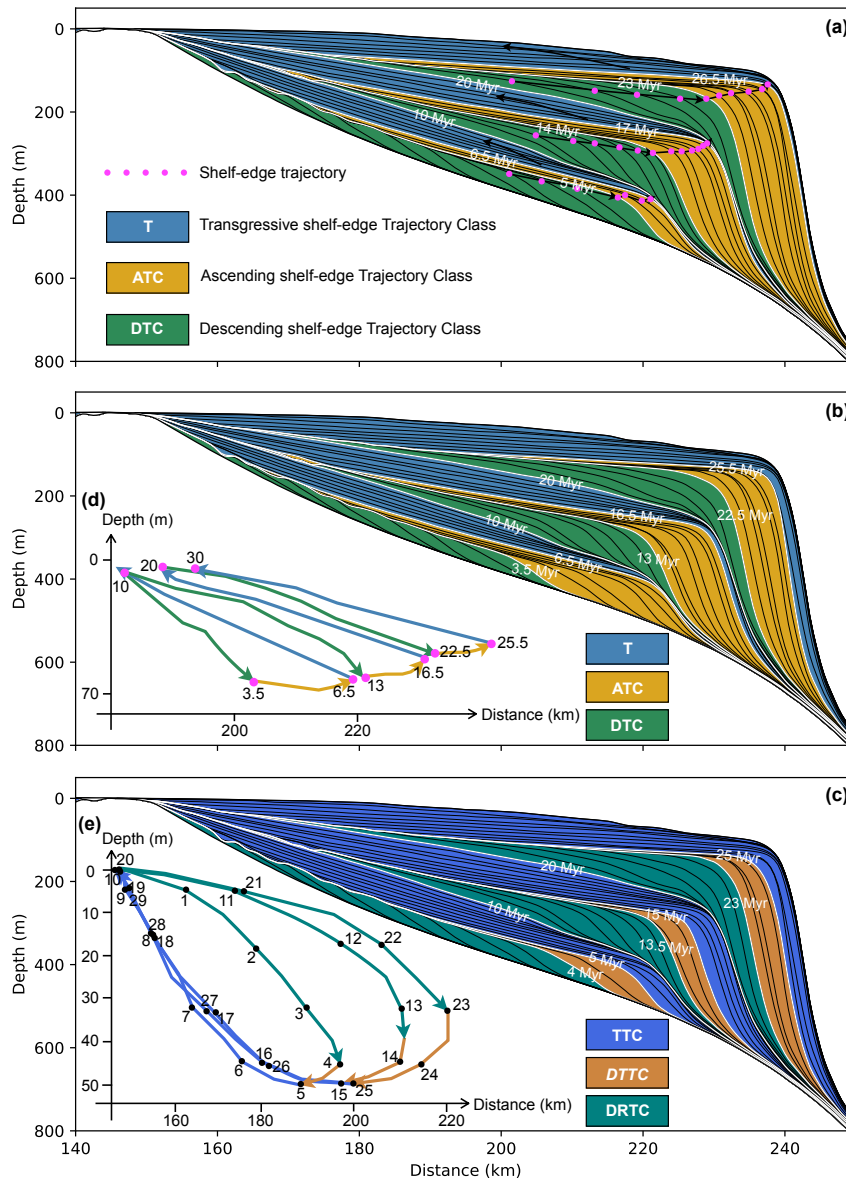 (a)
0
200
400
600
800
Depth (m)
20 Myr
23 Myr
26.5 Myr
10 Myr
14 Myr
17 Myr
6.5 Myr
5 Myr
Shelf-edge trajectory
T Transgressive shelf-edge Trajectory Class
ATC Ascending shelf-edge Trajectory Class
DTC Descending shelf-edge Trajectory Class
(b)
0
200
400
600
800
Depth (m)
25.5 Myr
20 Myr
22.5 Myr
16.5 Myr
10 Myr
13 Myr
6.5 Myr
3.5 Myr
(d)
Depth (m)
0
20
30
10
25.5
22.5
16.5
13
6.5
3.5
70
Distance (km)
200
220
T
ATC
DTC
(c)
0
200
400
600
800
Depth (m)
25 Myr
20 Myr
23 Myr
15 Myr
10 Myr
13.5 Myr
5 Myr
4 Myr
(e)
Depth (m)
20
0
10
19
9
29
1
11
21
10
28
8
18
2
12
22
20
27
7
17
3
13
23
30
16
6
26
4
14
24
40
5
15
25
50
Distance (km)
160
180
200
220
TTC
DTTC
DRTC
140
160
180
200
220
240
Distance (km)